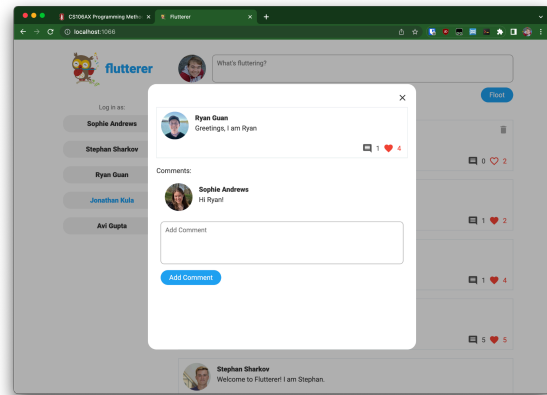 CS106AX Programming Method
Flutterer
localhost:1066
flutterer
What's fluttering?
Floot
Log in as:
Sophie Andrews
Stephan Sharkov
Ryan Guan
Jonathan Kula
Avi Gupta
Ryan Guan
Greetings, I am Ryan
1 4
Comments:
Sophie Andrews
Hi Ryan!
Add Comment
Add Comment
0 2
1 2
1 4
5 5
Stephan Sharkov
Welcome to Flutterer! I am Stephan.